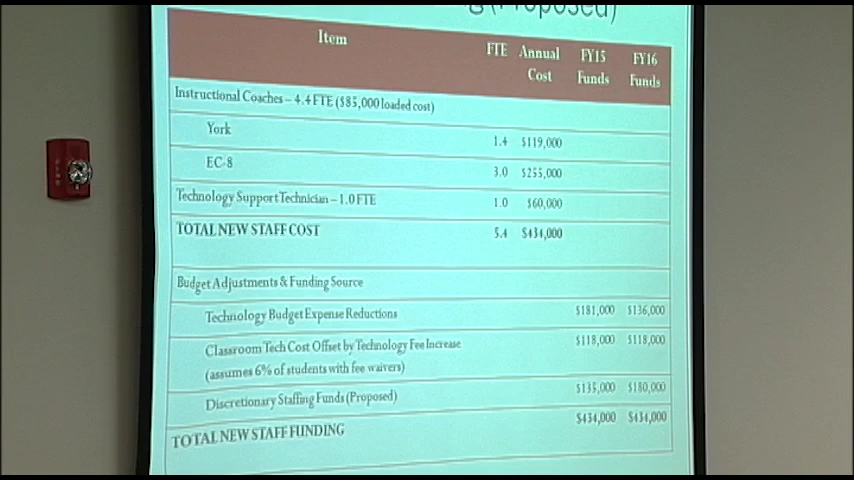 (Proposed)
Item FTE Annual Cost FY15 Funds FY16 Funds
Instructional Coaches – 4.4 FTE ($85,000 loaded cost)
York 1.4 $119,000
EC-8 3.0 $255,000
Technology Support Technician – 1.0 FTE 1.0 $60,000
TOTAL NEW STAFF COST 5.4 $434,000
Budget Adjustments & Funding Source
Technology Budget Expense Reductions $181,000 $136,000
Classroom Tech Cost Offset by Technology Fee Increase $118,000 $118,000
(assumes 6% of students with fee waivers)
Discretionary Staffing Funds (Proposed) $135,000 $180,000
TOTAL NEW STAFF FUNDING $434,000 $434,000